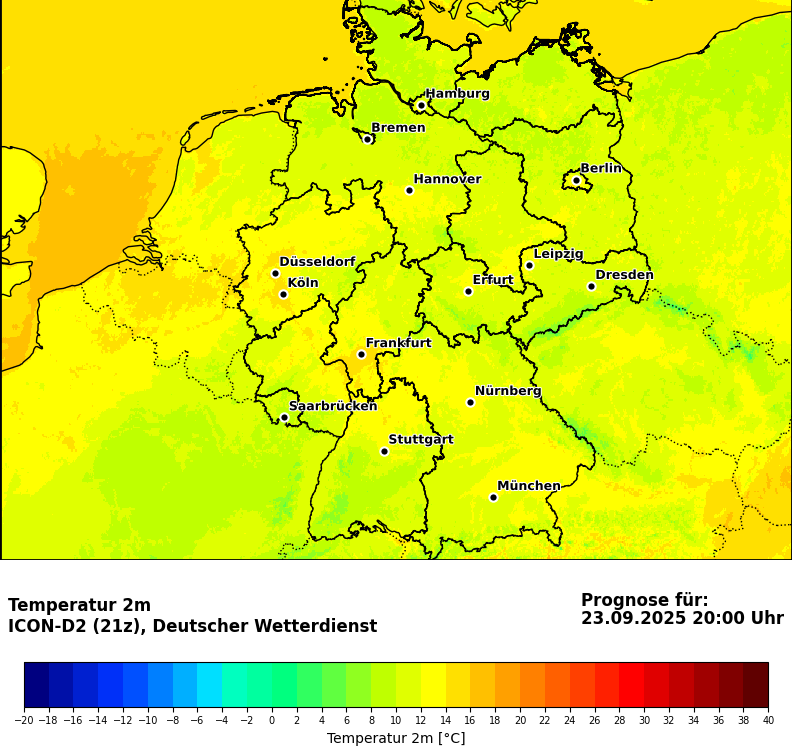 Hamburg
Bremen
Berlin
Hannover
Leipzig
Düsseldorf
Dresden
Köln
Erfurt
Frankfurt
Nürnberg
Saarbrücken
Stuttgart
München
Temperatur 2m
ICON-D2 (21z), Deutscher Wetterdienst
Prognose für:
23.09.2025 20:00 Uhr
−20 −18 −16 −14 −12 −10 −8 −6 −4 −2 0 2 4 6 8 10 12 14 16 18 20 22 24 26 28 30 32 34 36 38 40
Temperatur 2m [°C]